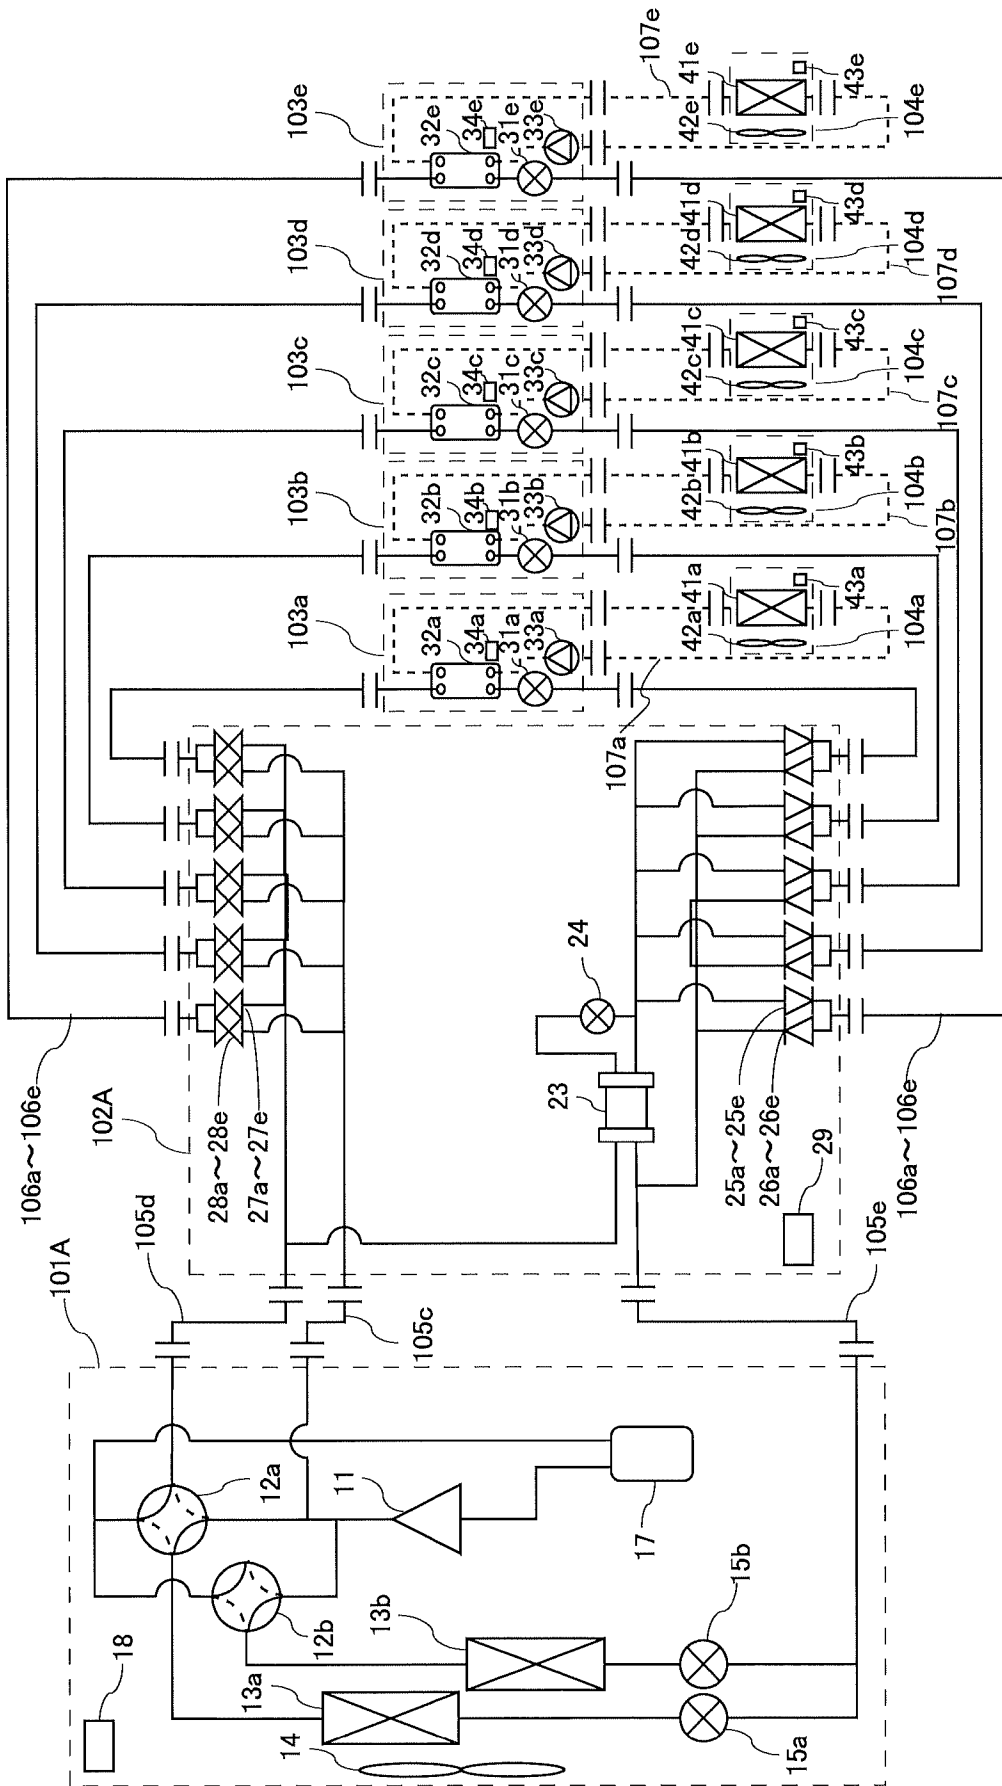 101A
18
14
13a
13b
12a
12b
11
17
15a
15b
105d
105c
105e
102A
106a～106e
28a～28e
27a～27e
23
24
25a～25e
26a～26e
29
106a～106e
103a
32a
34a
31a
33a
107a
42a
41a
43a
104a
103b
32b
34b
31b
33b
42b
41b
43b
104b
107b
103c
32c
34c
31c
33c
42c
41c
43c
104c
107c
103d
32d
34d
31d
33d
42d
41d
43d
104d
107d
103e
32e
34e
31e
33e
107e
42e
41e
43e
104e